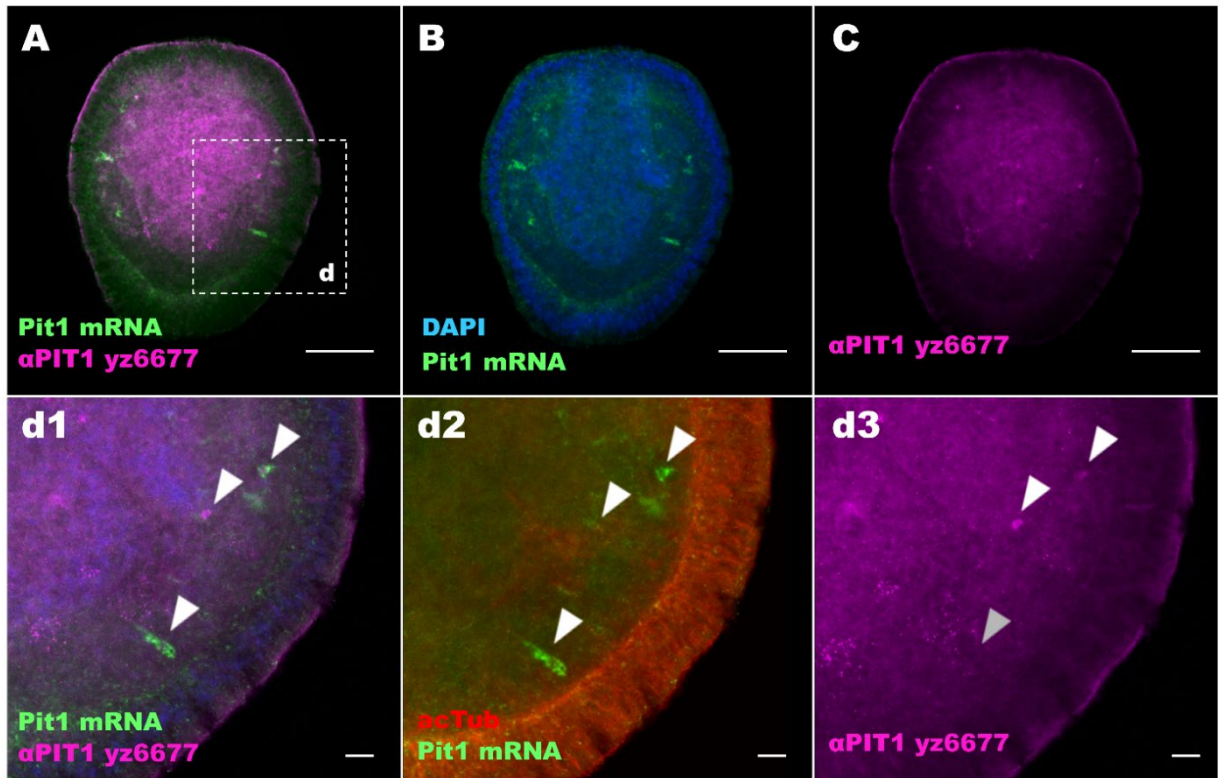 A
d
Pit1 mRNA
αPIT1 yz6677
B
DAPI
Pit1 mRNA
C
αPIT1 yz6677
d1
Pit1 mRNA
αPIT1 yz6677
d2
acTub
Pit1 mRNA
d3
αPIT1 yz6677